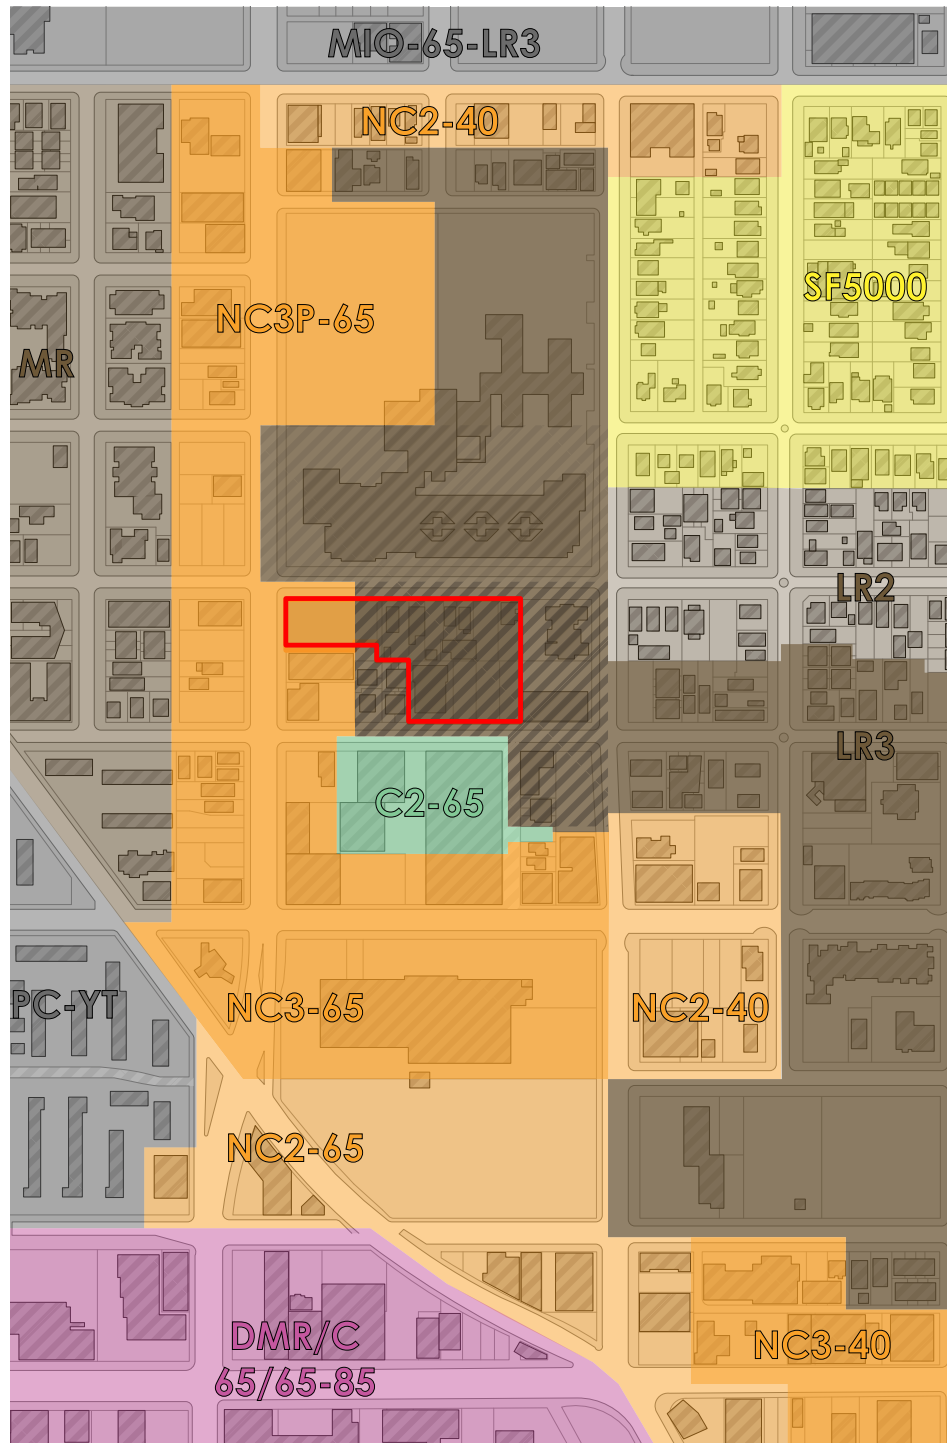 MIO-65-LR3
NC2-40
SF5000
NC3P-65
MR
LR2
LR3
C2-65
PC-YT
NC3-65
NC2-40
NC2-65
DMR/C
65/65-85
NC3-40